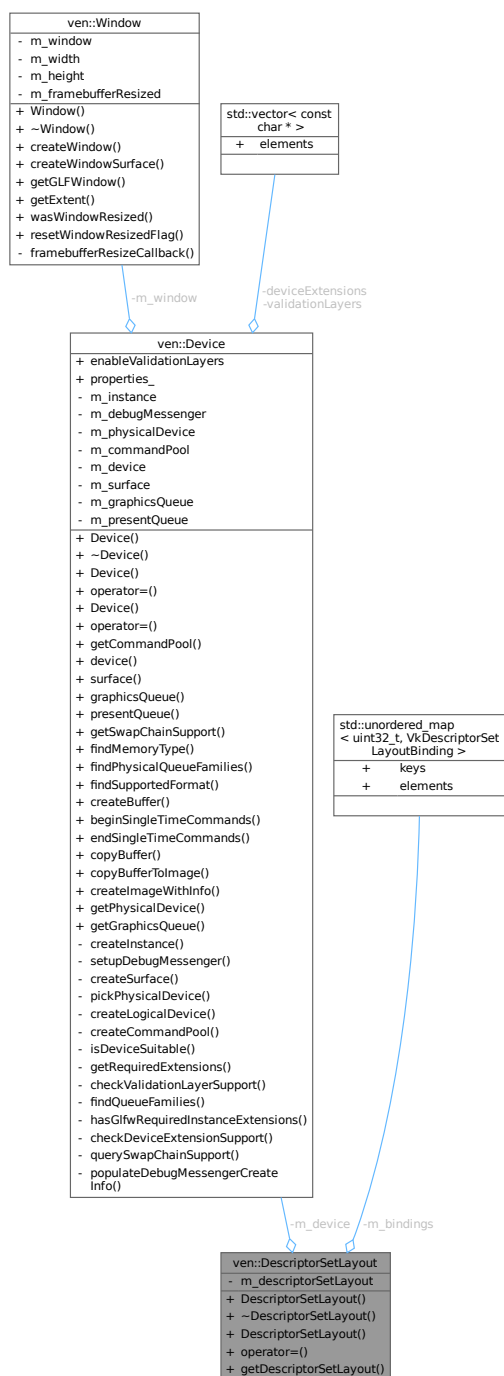 ven::Window
- m_window
- m_width
- m_height
- m_framebufferResized
+ Window()
+ ~Window()
+ createWindow()
+ createWindowSurface()
+ getGLFWindow()
+ getExtent()
+ wasWindowResized()
+ resetWindowResizedFlag()
- framebufferResizeCallback()
std::vector< const
char * >
+ elements
-m_window
-deviceExtensions
-validationLayers
ven::Device
+ enableValidationLayers
+ properties_
- m_instance
- m_debugMessenger
- m_physicalDevice
- m_commandPool
- m_device
- m_surface
- m_graphicsQueue
- m_presentQueue
+ Device()
+ ~Device()
+ Device()
+ operator=()
+ Device()
+ operator=()
+ getCommandPool()
+ device()
+ surface()
+ graphicsQueue()
+ presentQueue()
+ getSwapChainSupport()
+ findMemoryType()
+ findPhysicalQueueFamilies()
+ findSupportedFormat()
+ createBuffer()
+ beginSingleTimeCommands()
+ endSingleTimeCommands()
+ copyBuffer()
+ copyBufferToImage()
+ createImageWithInfo()
+ getPhysicalDevice()
+ getGraphicsQueue()
- createInstance()
- setupDebugMessenger()
- createSurface()
- pickPhysicalDevice()
- createLogicalDevice()
- createCommandPool()
- isDeviceSuitable()
- getRequiredExtensions()
- checkValidationLayerSupport()
- findQueueFamilies()
- hasGlfwRequiredInstanceExtensions()
- checkDeviceExtensionSupport()
- querySwapChainSupport()
- populateDebugMessengerCreate
Info()
std::unordered_map
< uint32_t, VkDescriptorSet
LayoutBinding >
+ keys
+ elements
-m_device
-m_bindings
ven::DescriptorSetLayout
- m_descriptorSetLayout
+ DescriptorSetLayout()
+ ~DescriptorSetLayout()
+ DescriptorSetLayout()
+ operator=()
+ getDescriptorSetLayout()